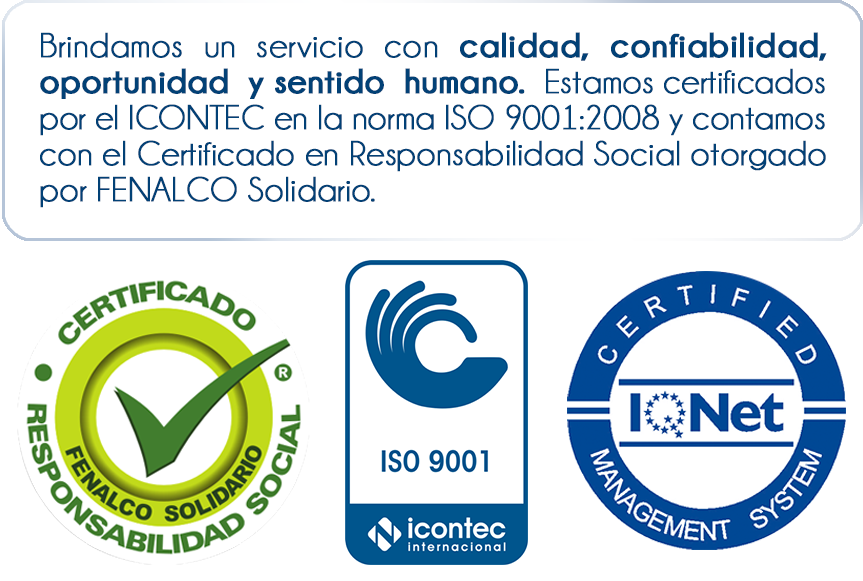 Brindamos un servicio con calidad, confiabilidad,
oportunidad y sentido humano. Estamos certificados
por el ICONTEC en la norma ISO 9001:2008 y contamos
con el Certificado en Responsabilidad Social otorgado
por FENALCO Solidario.
CERTIFICADO
RESPONSABILIDAD SOCIAL ®
FENALCO SOLIDARIO
ISO 9001
icontec
internacional
CERTIFIED
IQNet
MANAGEMENT SYSTEM